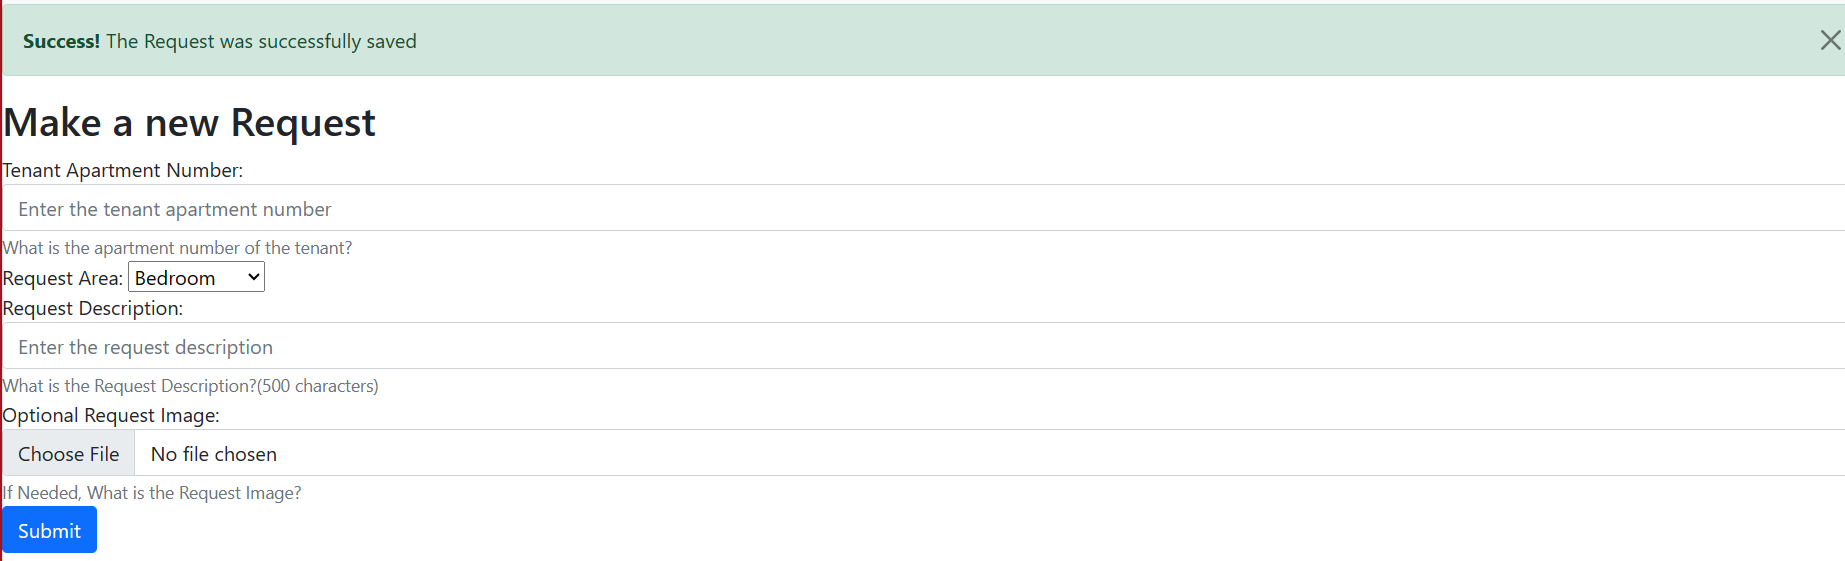 Success! The Request was successfully saved
Make a new Request
Tenant Apartment Number:
Enter the tenant apartment number
What is the apartment number of the tenant?
Request Area: Bedroom
Request Description:
Enter the request description
What is the Request Description?(500 characters)
Optional Request Image:
Choose File No file chosen
If Needed, What is the Request Image?
Submit